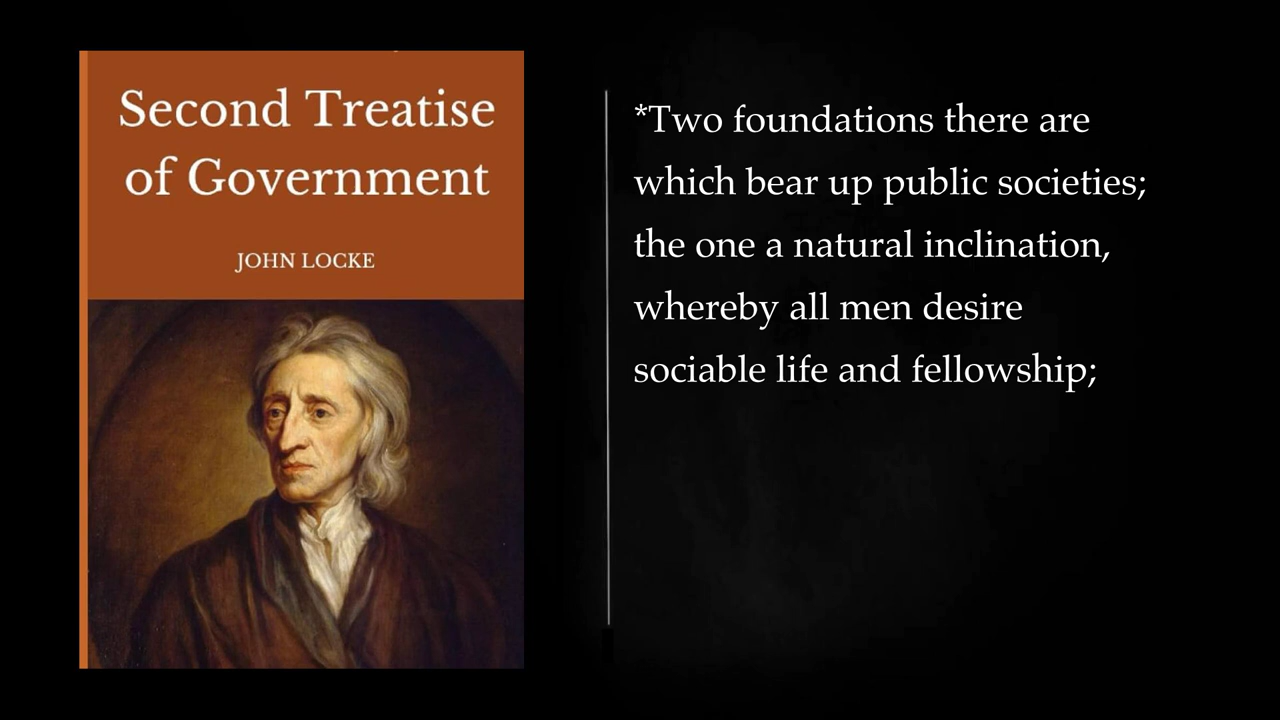 Second Treatise
of Government
JOHN LOCKE
*Two foundations there are
which bear up public societies;
the one a natural inclination,
whereby all men desire
sociable life and fellowship;